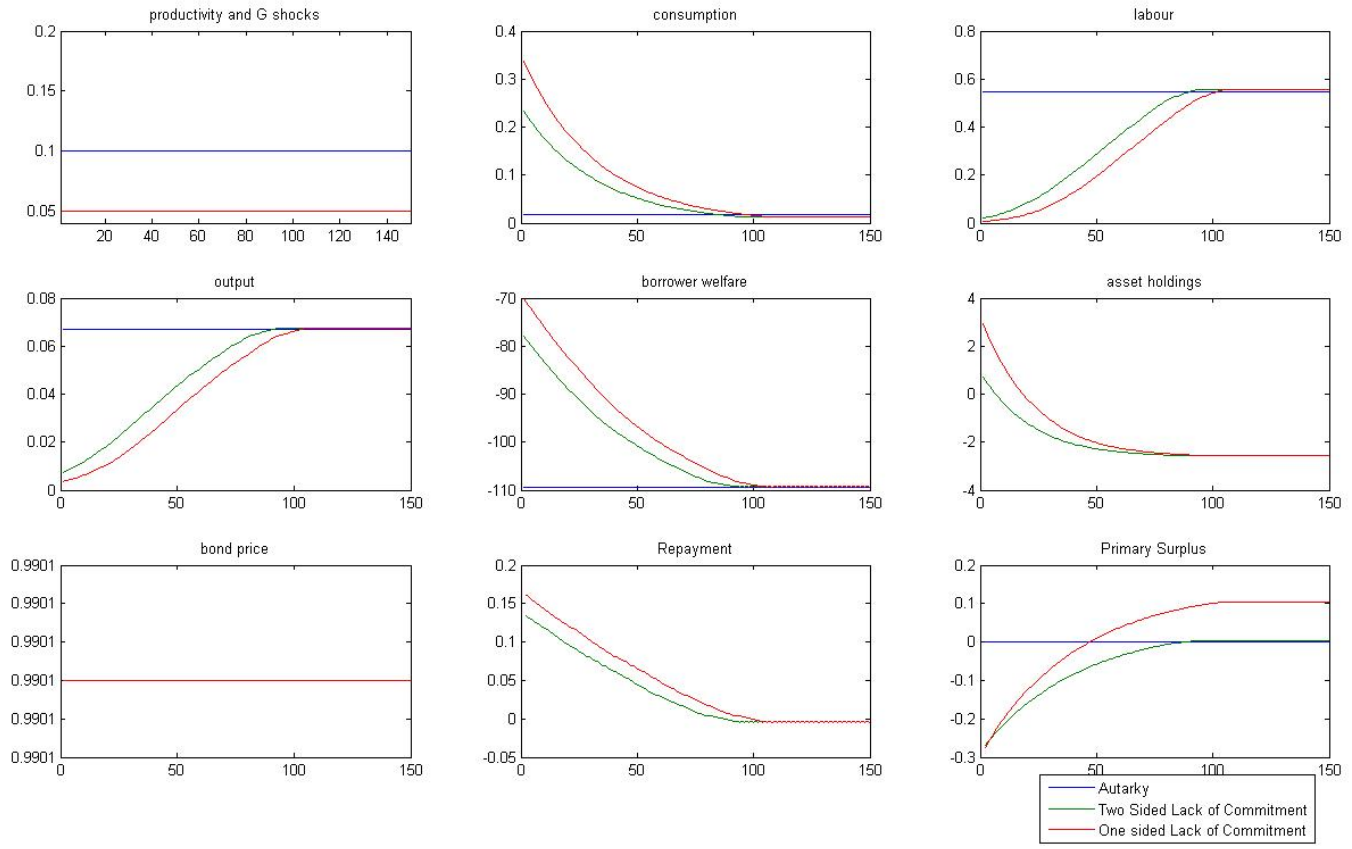 productivity and G shocks
0.2
0.15
0.1
0.05
20 40 60 80 100 120 140
consumption
0.4
0.3
0.2
0.1
0
0 50 100 150
labour
0.8
0.6
0.4
0.2
0
0 50 100 150
output
0.08
0.06
0.04
0.02
0
0 50 100 150
borrower welfare
-70
-80
-90
-100
-110
0 50 100 150
asset holdings
4
2
0
-2
-4
0 50 100 150
bond price
0.9901
0.9901
0.9901
0.9901
0.9901
0.9901
0 50 100 150
Repayment
0.2
0.15
0.1
0.05
0
-0.05
0 50 100 150
Primary Surplus
0.2
0.1
0
-0.1
-0.2
-0.3
0 50 100 150
Autarky
Two Sided Lack of Commitment
One sided Lack of Commitment